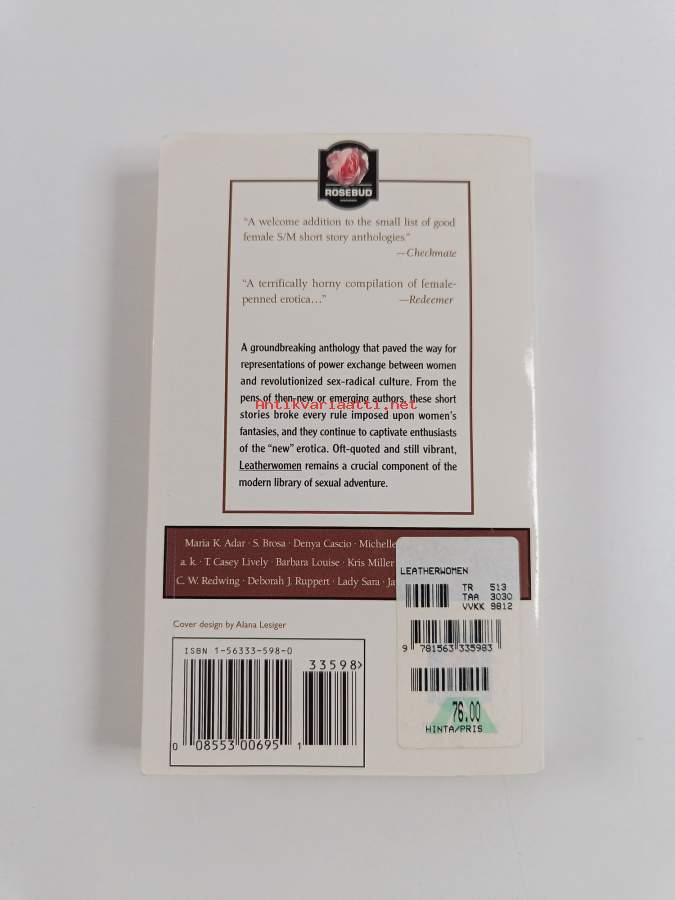 ROSEBUD
“A welcome addition to the small list of good
female S/M short story anthologies”
—Checkmate
“A terrifically horny compilation of female-
penned erotica…” —Redeemer
A groundbreaking anthology that paved the way for
representations of power exchange between women
and revolutionized sex-radical culture. From the
pens of then-new or emerging authors, these short
Antikvariaatti.net
stories broke every rule imposed upon women’s
fantasies, and they continue to captivate enthusiasts
of the “new” erotica. Oft-quoted and still vibrant,
Leatherwomen remains a crucial component of the
modern library of sexual adventure.
Maria K. Adar · S. Brosa · Denya Cascio · Michelle
a. k. · T. Casey Lively · Barbara Louise · Kris Miller
C. W. Redwing · Deborah J. Ruppert · Lady Sara ·
LEATHERWOMEN
TR 513
TAA 3030
VVKK 9812
9 781563 335983
76.00
HINTA/PRIS
Cover design by Alana Lesiger
ISBN 1-56333-598-0
33598>
0 08553 00695 1